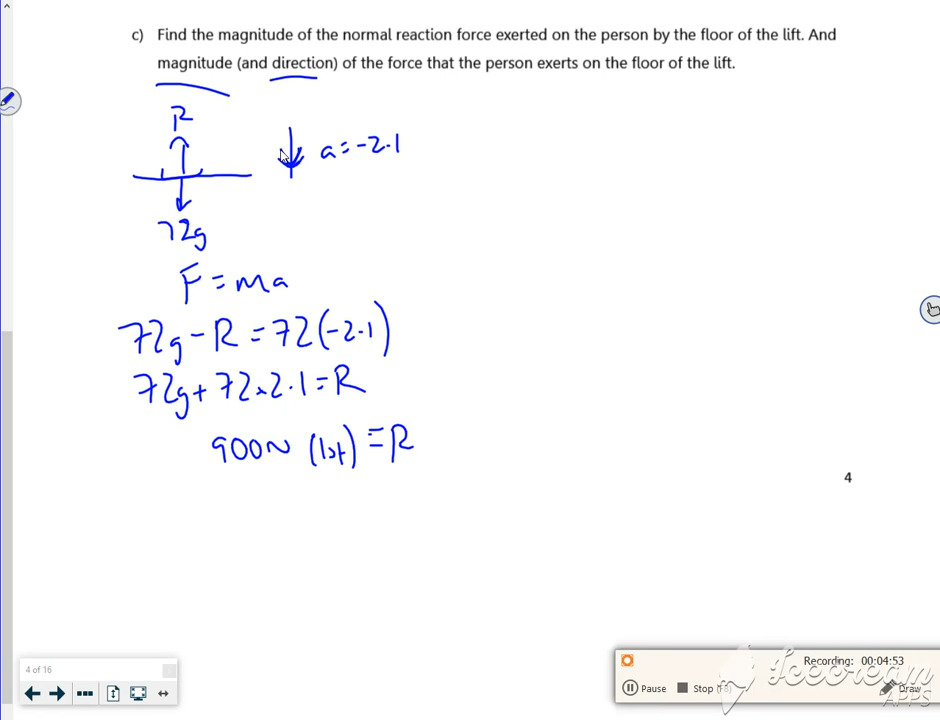 c) Find the magnitude of the normal reaction force exerted on the person by the floor of the lift. And
magnitude (and direction) of the force that the person exerts on the floor of the lift.
R
a=-2.1
72g
F=ma
72g-R=72(-2.1)
72g+72×2.1=R
900N (1sf)=R
4
4 of 16
Recording: 00:04:53
Pause
Stop (F8)
Draw
Icecream
APPS